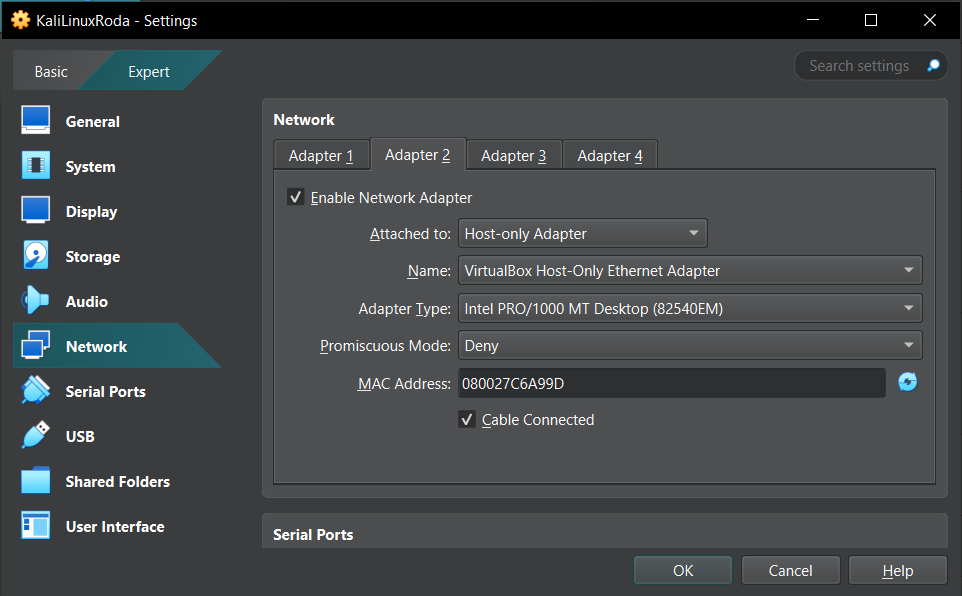 KaliLinuxRoda - Settings
Basic
Expert
Search settings
General
System
Display
Storage
Audio
Network
Serial Ports
USB
Shared Folders
User Interface
Network
Adapter 1
Adapter 2
Adapter 3
Adapter 4
Enable Network Adapter
Attached to: Host-only Adapter
Name: VirtualBox Host-Only Ethernet Adapter
Adapter Type: Intel PRO/1000 MT Desktop (82540EM)
Promiscuous Mode: Deny
MAC Address: 080027C6A99D
Cable Connected
Serial Ports
OK
Cancel
Help